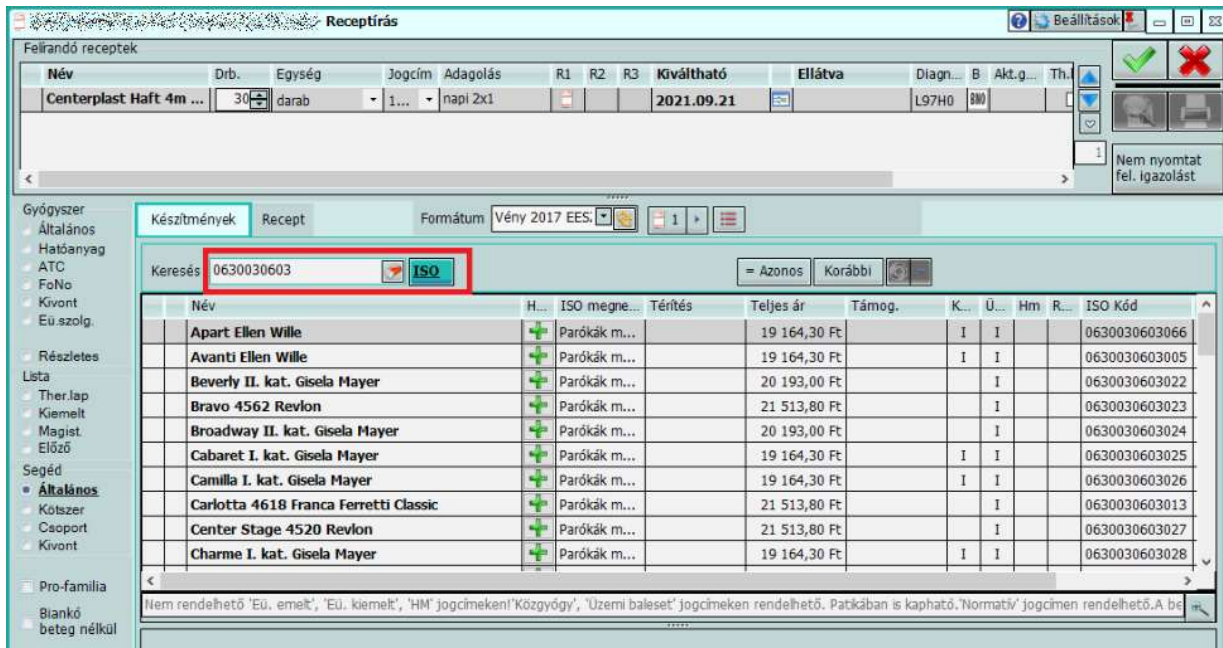 Receptírás
Beállítások
Felírandó receptek
Név Drb. Egység Jogcím Adagolás R1 R2 R3 Kiváltható Ellátva Diagn... B Akt.g... Th.l
Centerplast Haft 4m ... 30 darab 1... napi 2x1 2021.09.21 L97H0 BNO
1
Nem nyomtat
fel. igazolást
Gyógyszer
Általános
Hatóanyag
ATC
FoNo
Kivont
Eü.szolg.
Részletes
Lista
Ther.lap
Kiemelt
Magist.
Előző
Segéd
Általános
Kötszer
Csoport
Kivont
Pro-familia
Biankó
beteg nélkül
Készítmények Recept Formátum Vény 2017 EES. 1
Keresés 0630030603 ISO = Azonos Korábbi
Név H... ISO megne... Térítés Teljes ár Támog. K... Ü... Hm R... ISO Kód
Apart Ellen Wille Parókák m... 19 164,30 Ft I I 0630030603066
Avanti Ellen Wille Parókák m... 19 164,30 Ft I I 0630030603005
Beverly II. kat. Gisela Mayer Parókák m... 20 193,00 Ft I 0630030603022
Bravo 4562 Revlon Parókák m... 21 513,80 Ft I 0630030603023
Broadway II. kat. Gisela Mayer Parókák m... 20 193,00 Ft I 0630030603024
Cabaret I. kat. Gisela Mayer Parókák m... 19 164,30 Ft I I 0630030603025
Camilla I. kat. Gisela Mayer Parókák m... 19 164,30 Ft I I 0630030603026
Carlotta 4618 Franca Ferretti Classic Parókák m... 21 513,80 Ft I 0630030603013
Center Stage 4520 Revlon Parókák m... 21 513,80 Ft I 0630030603027
Charme I. kat. Gisela Mayer Parókák m... 19 164,30 Ft I I 0630030603028
Nem rendelhető 'Eü. emelt', 'Eü. kiemelt', 'HM' jogcímeken!'Közgyógy', 'Üzemi baleset' jogcímeken rendelhető. Patikában is kapható.'Normatív' jogcímen rendelhető.A be